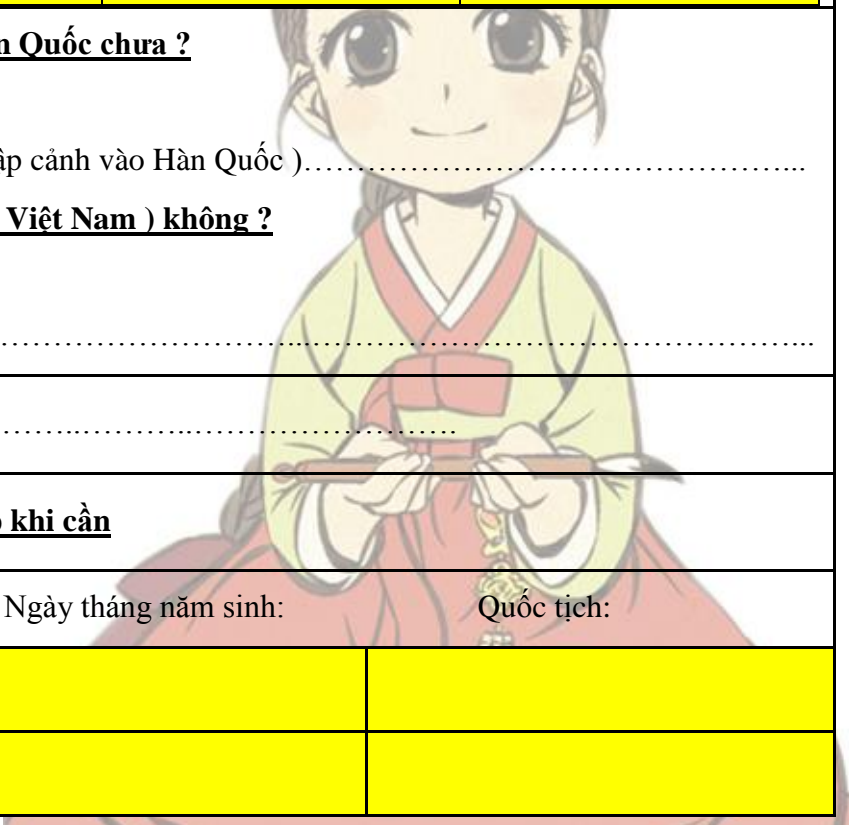 n Quốc chưa ?
ập cảnh vào Hàn Quốc )…………………………………………...
Việt Nam ) không ?
…………………………………………………………………………...
……..………..…………………….
khi cần
Ngày tháng năm sinh: Quốc tịch: